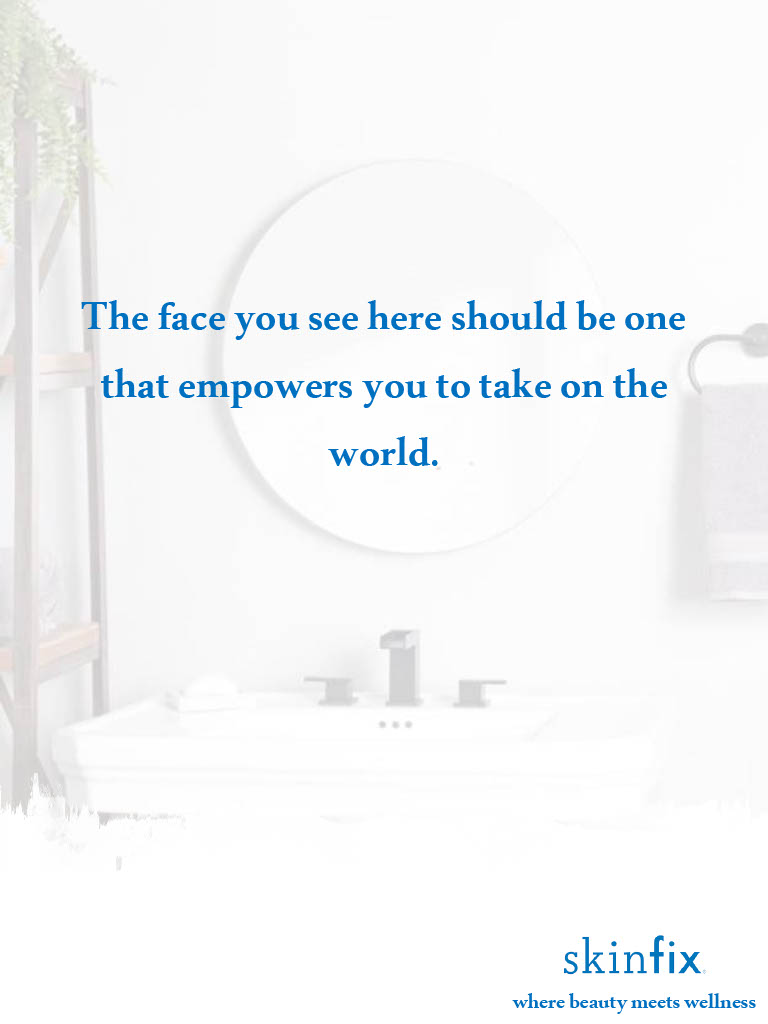 The face you see here should be one
that empowers you to take on the
world.
skinfix
where beauty meets wellness